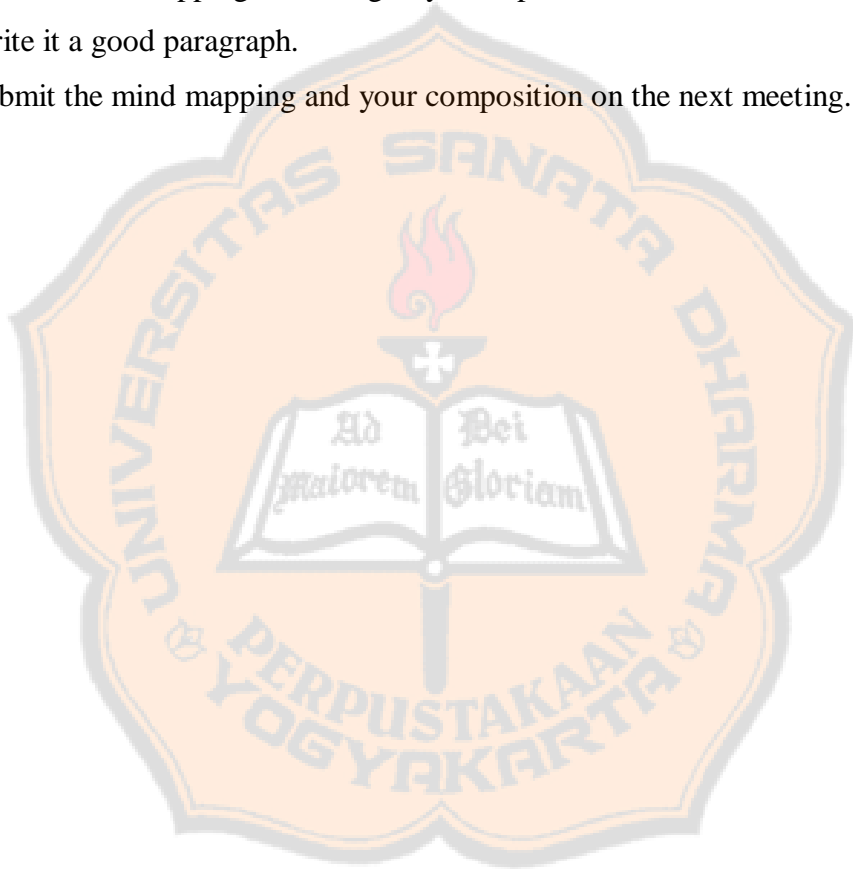 rite it a good paragraph.
bmit the mind mapping and your composition on the next meeting.
UNIVERSITAS SANATA DHARMA
Ad Dei
maiorem Gloriam
PERPUSTAKAAN
YOGYAKARTA